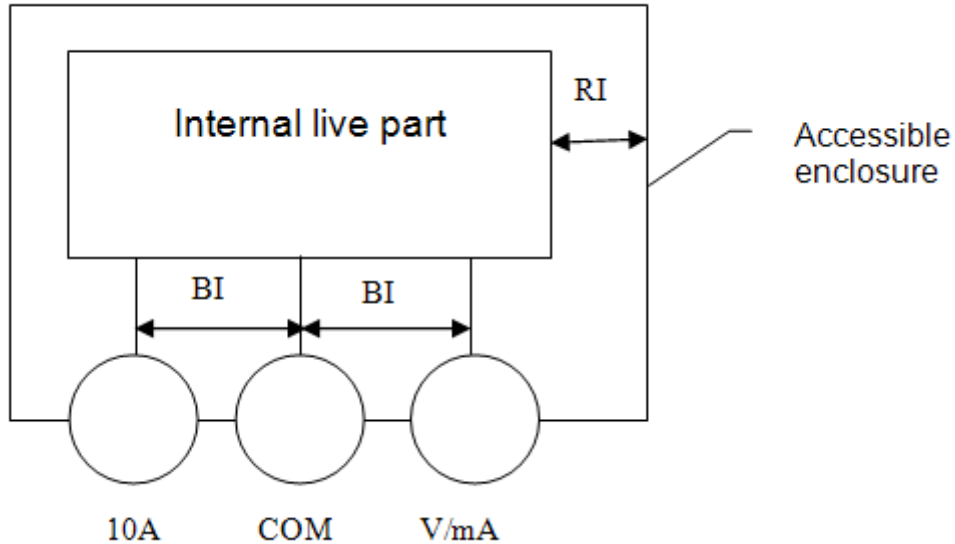 RI
Internal live part
Accessible
enclosure
BI
BI
10A
COM
V/mA